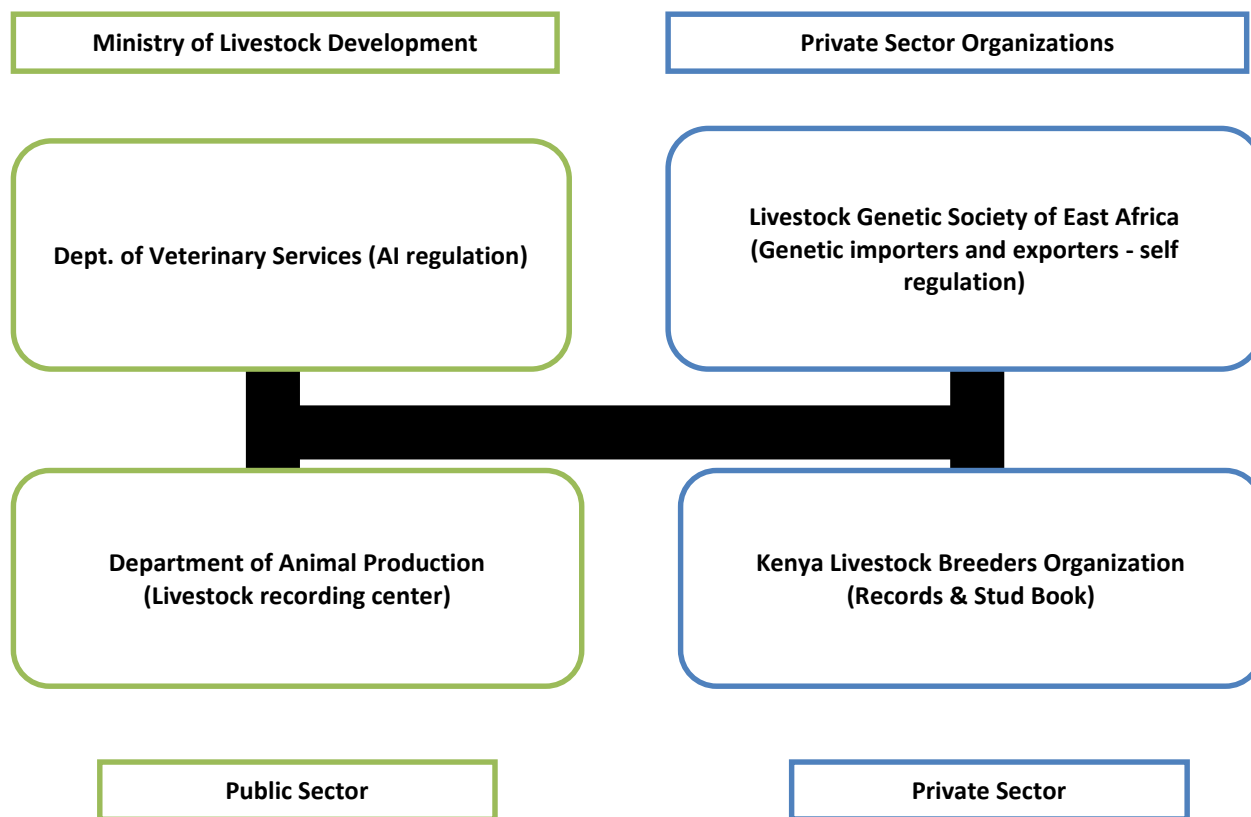 Ministry of Livestock Development
Private Sector Organizations
Dept. of Veterinary Services (AI regulation)
Livestock Genetic Society of East Africa
(Genetic importers and exporters - self
regulation)
Department of Animal Production
(Livestock recording center)
Kenya Livestock Breeders Organization
(Records & Stud Book)
Public Sector
Private Sector